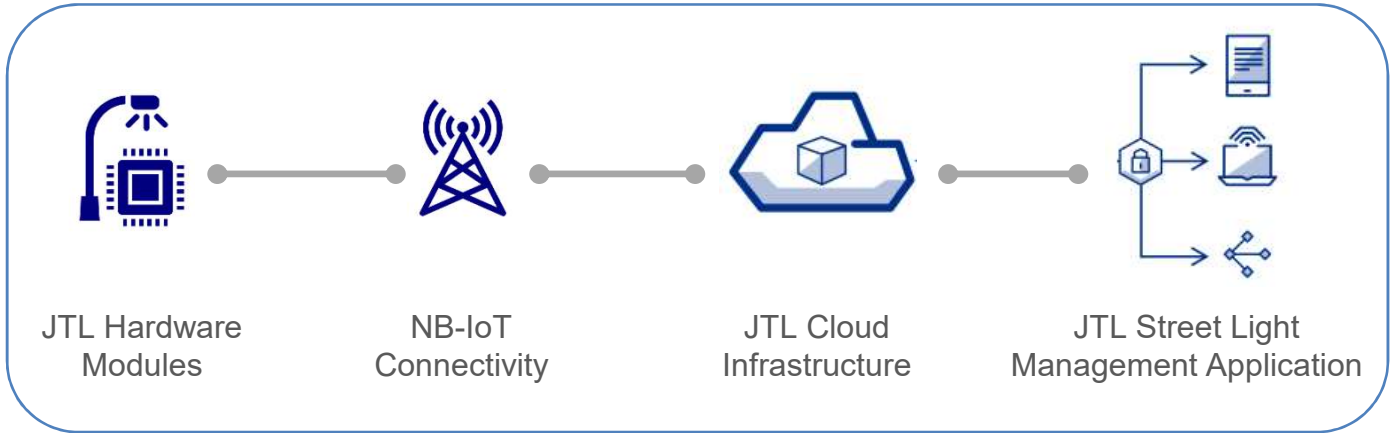 JTL Hardware
Modules
NB-IoT
Connectivity
JTL Cloud
Infrastructure
JTL Street Light
Management Application